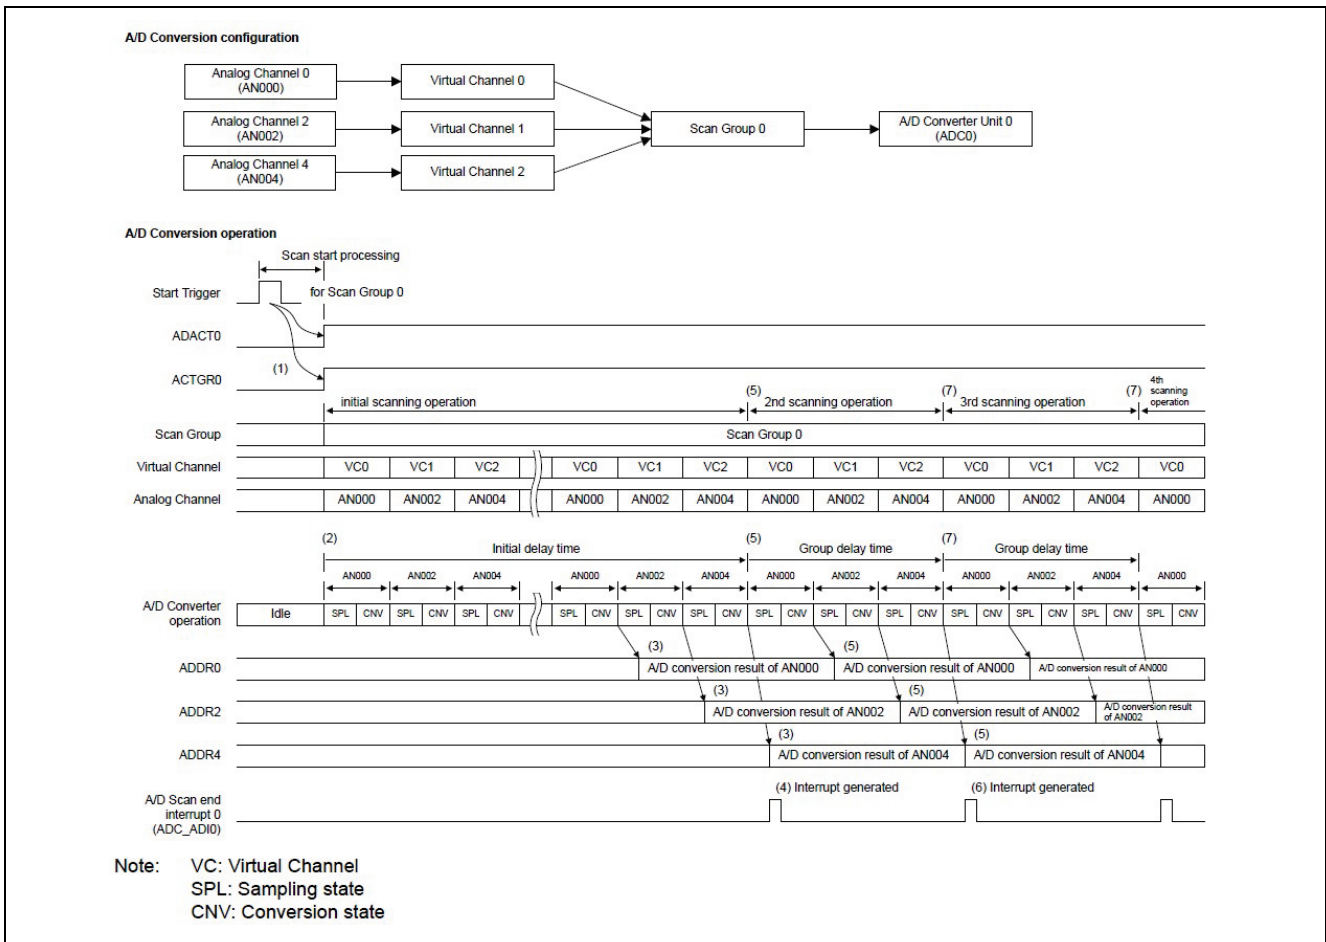 A/D Conversion configuration
Analog Channel 0
(AN000)
Virtual Channel 0
Analog Channel 2
(AN002)
Virtual Channel 1
Scan Group 0
A/D Converter Unit 0
(ADC0)
Analog Channel 4
(AN004)
Virtual Channel 2
A/D Conversion operation
Scan start processing
Start Trigger
for Scan Group 0
ADACT0
(1)
ACTGR0
initial scanning operation
(5)
2nd scanning operation
(7)
3rd scanning operation
(7)
4th
scanning
operation
Scan Group
Scan Group 0
Virtual Channel
VC0 VC1 VC2 VC0 VC1 VC2 VC0 VC1 VC2 VC0 VC1 VC2 VC0
Analog Channel
AN000 AN002 AN004 AN000 AN002 AN004 AN000 AN002 AN004 AN000 AN002 AN004 AN000
(2)
Initial delay time
(5)
Group delay time
(7)
Group delay time
AN000 AN002 AN004 AN000 AN002 AN004 AN000 AN002 AN004 AN000 AN002 AN004 AN000
A/D Converter
operation
Idle SPL CNV SPL CNV SPL CNV SPL CNV SPL CNV SPL CNV SPL CNV SPL CNV SPL CNV SPL CNV SPL CNV SPL CNV SPL CNV
(3)
(5)
ADDR0
A/D conversion result of AN000
A/D conversion result of AN000
A/D conversion result of AN000
(3)
(5)
ADDR2
A/D conversion result of AN002
A/D conversion result of AN002
A/D conversion result
of AN002
(3)
(5)
ADDR4
A/D conversion result of AN004
A/D conversion result of AN004
(4) Interrupt generated
(6) Interrupt generated
A/D Scan end
interrupt 0
(ADC_ADI0)
Note: VC: Virtual Channel
SPL: Sampling state
CNV: Conversion state